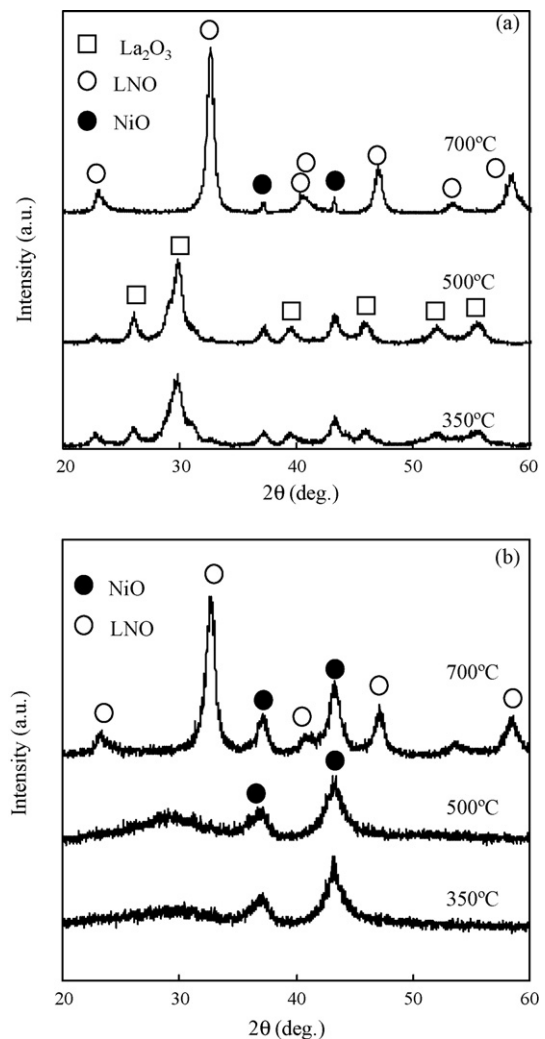 (a)
La₂O₃
LNO
NiO
700ºC
500ºC
350ºC
Intensity (a.u.)
20 30 40 50 60
2θ (deg.)
(b)
NiO
LNO
700ºC
500ºC
350ºC
Intensity (a.u.)
20 30 40 50 60
2θ (deg.)